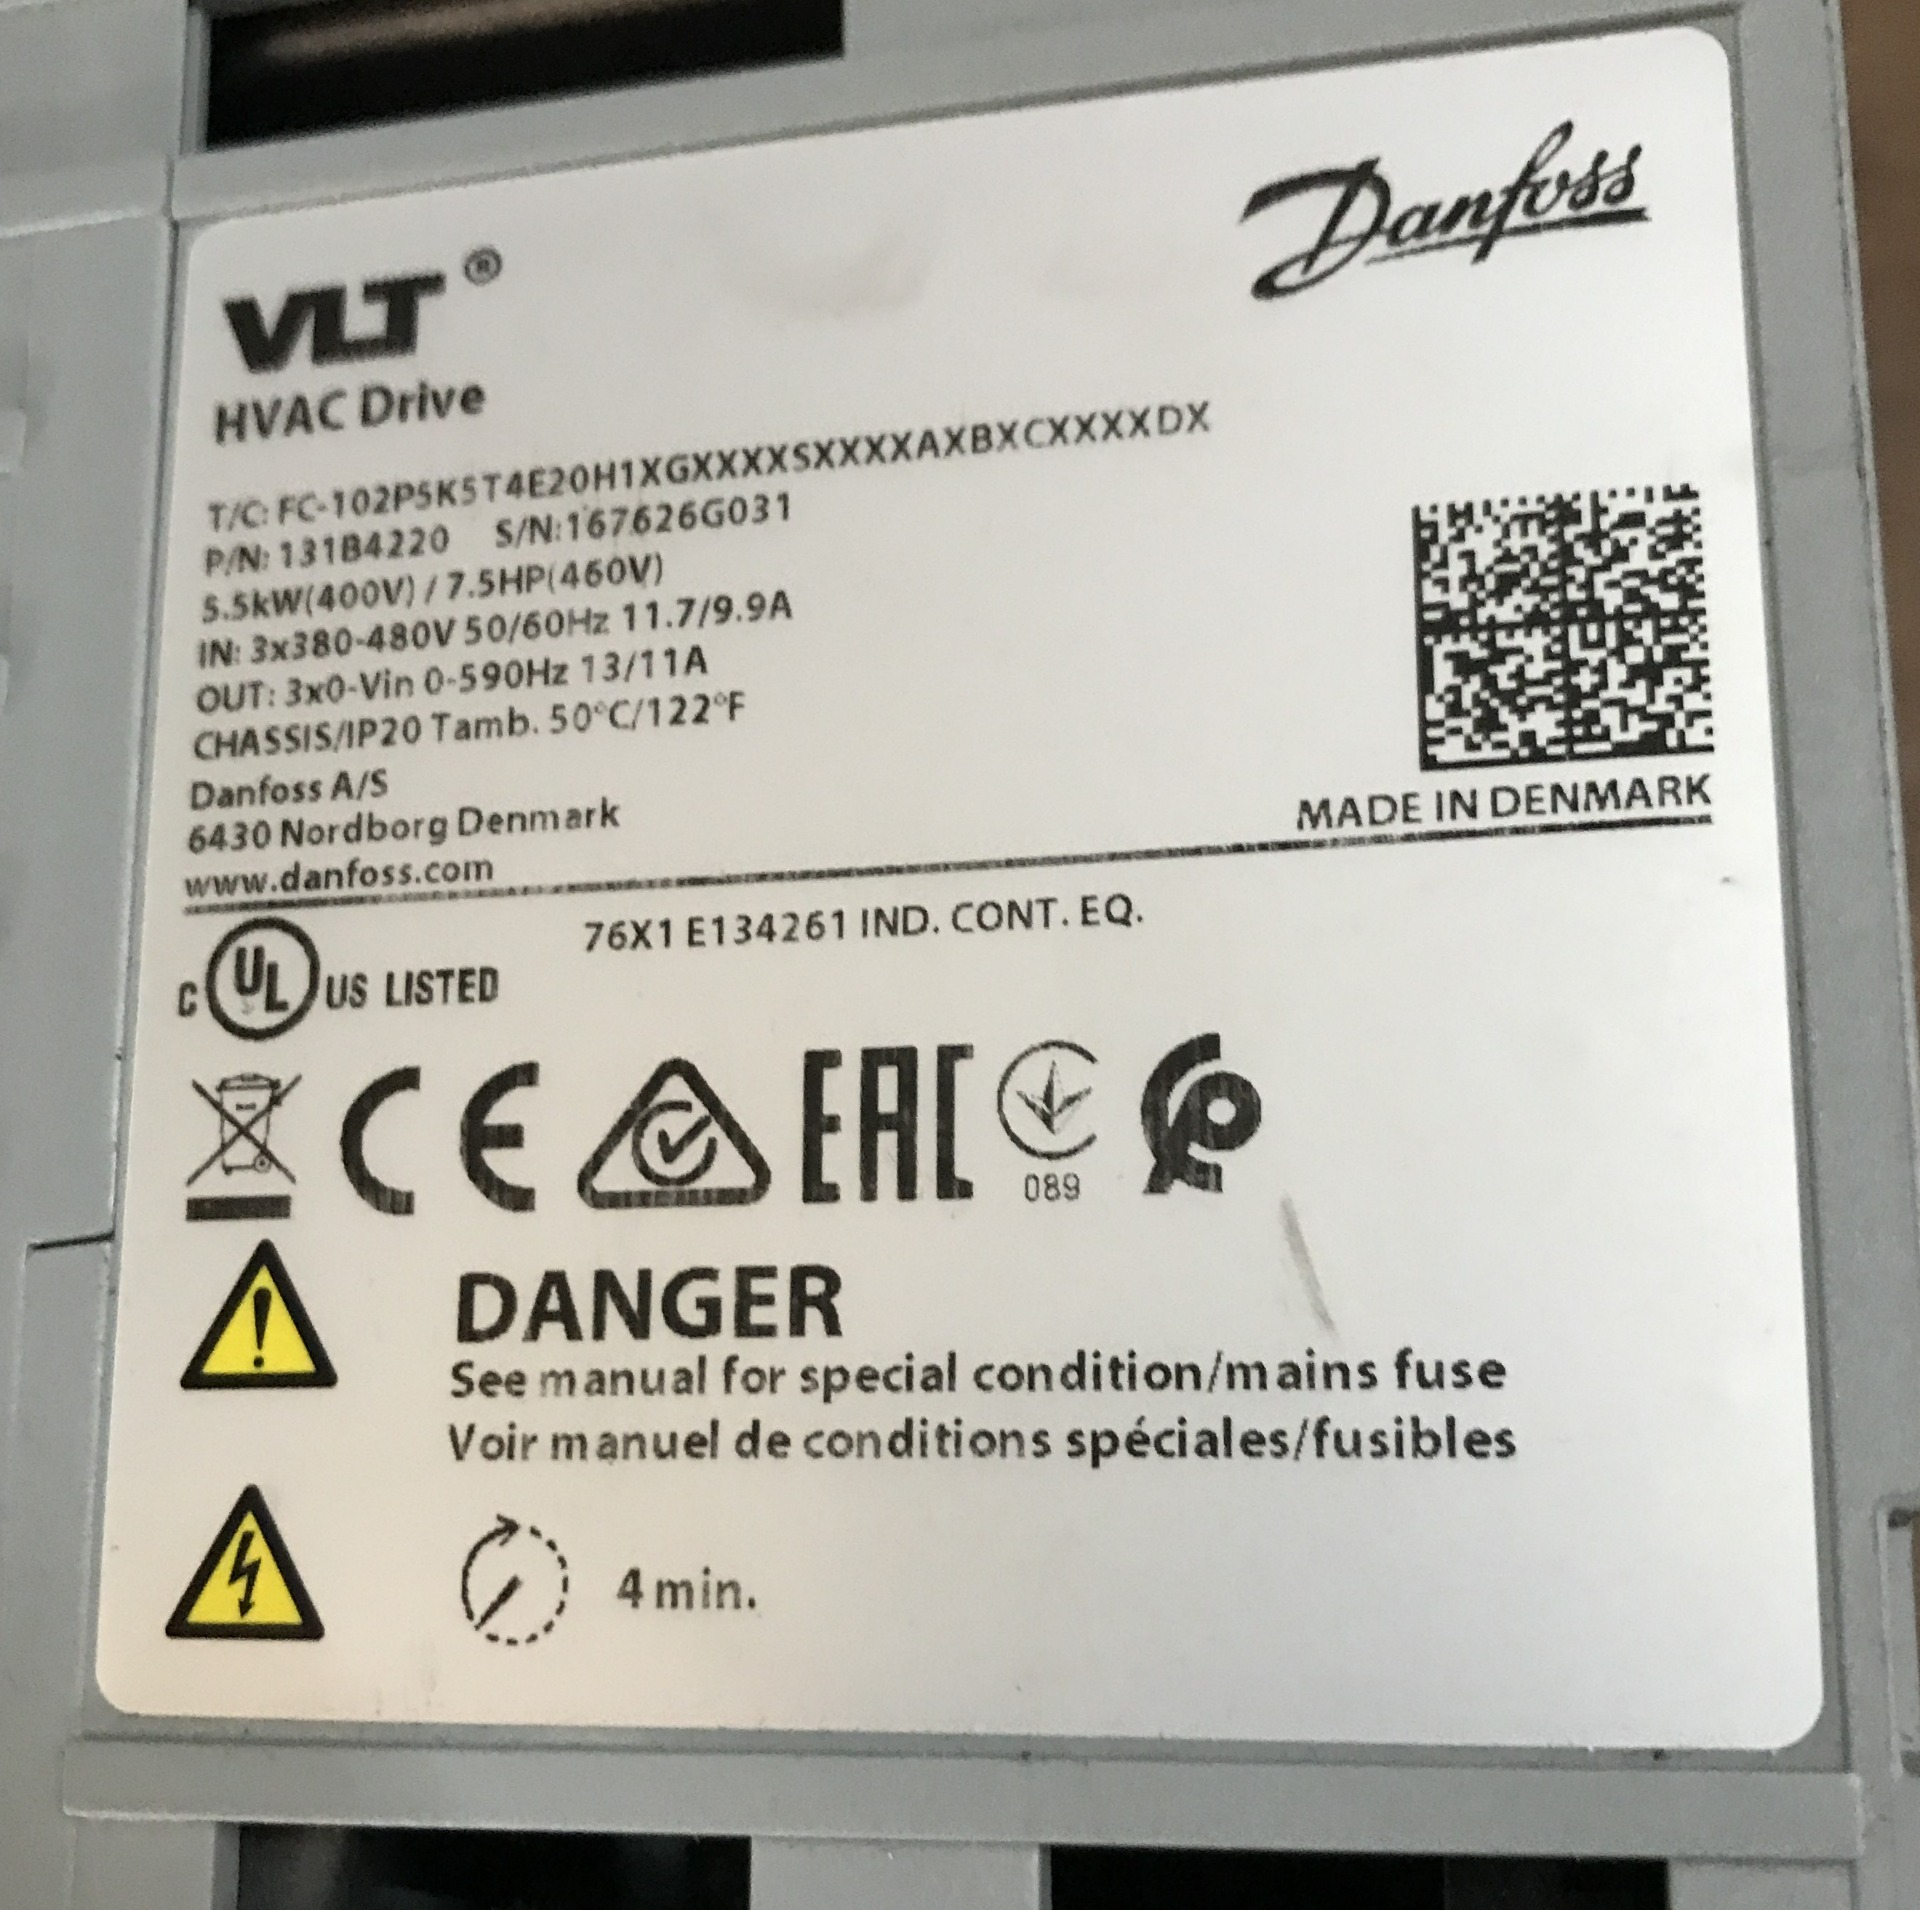 Danfoss
VLT®
HVAC Drive
T/C: FC-102P5K5T4E20H1XGXXXXSXXXXAXBXCXXXXDX
P/N: 131B4220 S/N:167626G031
5.5kW(400V) / 7.5HP(460V)
IN: 3x380-480V 50/60Hz 11.7/9.9A
OUT: 3x0-Vin 0-590Hz 13/11A
CHASSIS/IP20 Tamb. 50°C/122°F
Danfoss A/S
6430 Nordborg Denmark
www.danfoss.com
MADE IN DENMARK
76X1 E134261 IND. CONT. EQ.
C UL US LISTED
CE EAC
089
DANGER
See manual for special condition/mains fuse
Voir manuel de conditions spéciales/fusibles
4 min.